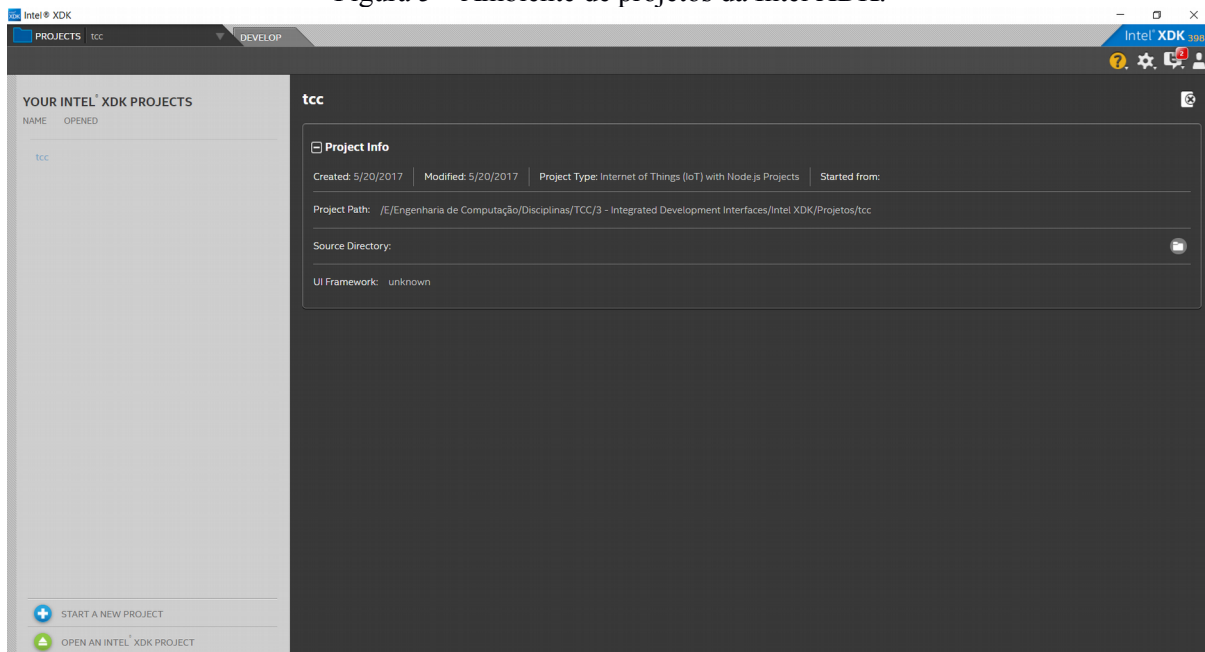 Intel® XDK
PROJECTS tcc DEVELOP
Intel® XDK 398
2
YOUR INTEL® XDK PROJECTS
NAME OPENED
tcc
START A NEW PROJECT
OPEN AN INTEL® XDK PROJECT
tcc
Project Info
Created: 5/20/2017 Modified: 5/20/2017 Project Type: Internet of Things (IoT) with Node.js Projects Started from:
Project Path: /E/Engenharia de Computação/Disciplinas/TCC/3 - Integrated Development Interfaces/Intel XDK/Projetos/tcc
Source Directory:
UI Framework: unknown